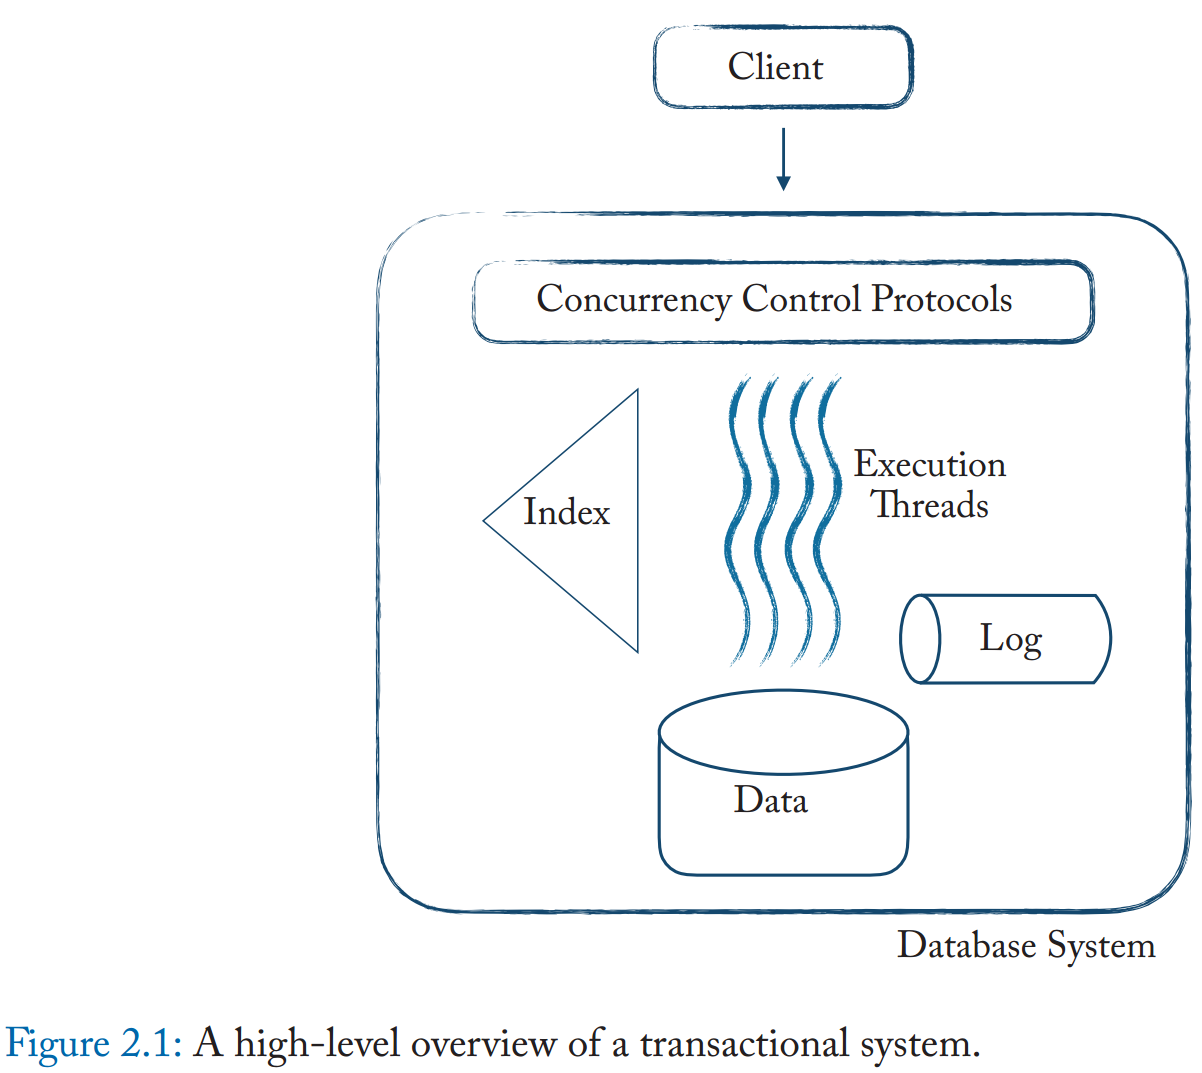 Client
Concurrency Control Protocols
Index
Execution
Threads
Log
Data
Database System
Figure 2.1: A high-level overview of a transactional system.